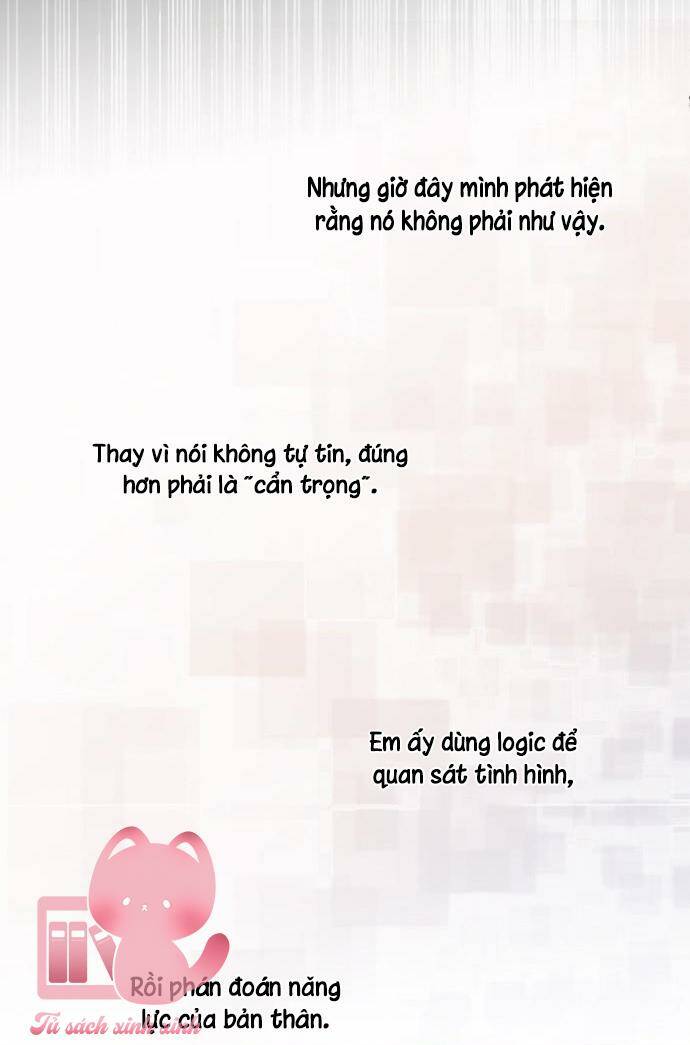 Nhưng giờ đây mình phát hiện
rằng nó không phải như vậy.
Thay vì nói không tự tin, đúng
hơn phải là "cẩn trọng".
Em ấy dùng logic để
quan sát tình hình,
Rồi phán đoán năng
lực của bản thân.
Tủ sách xinh xinh